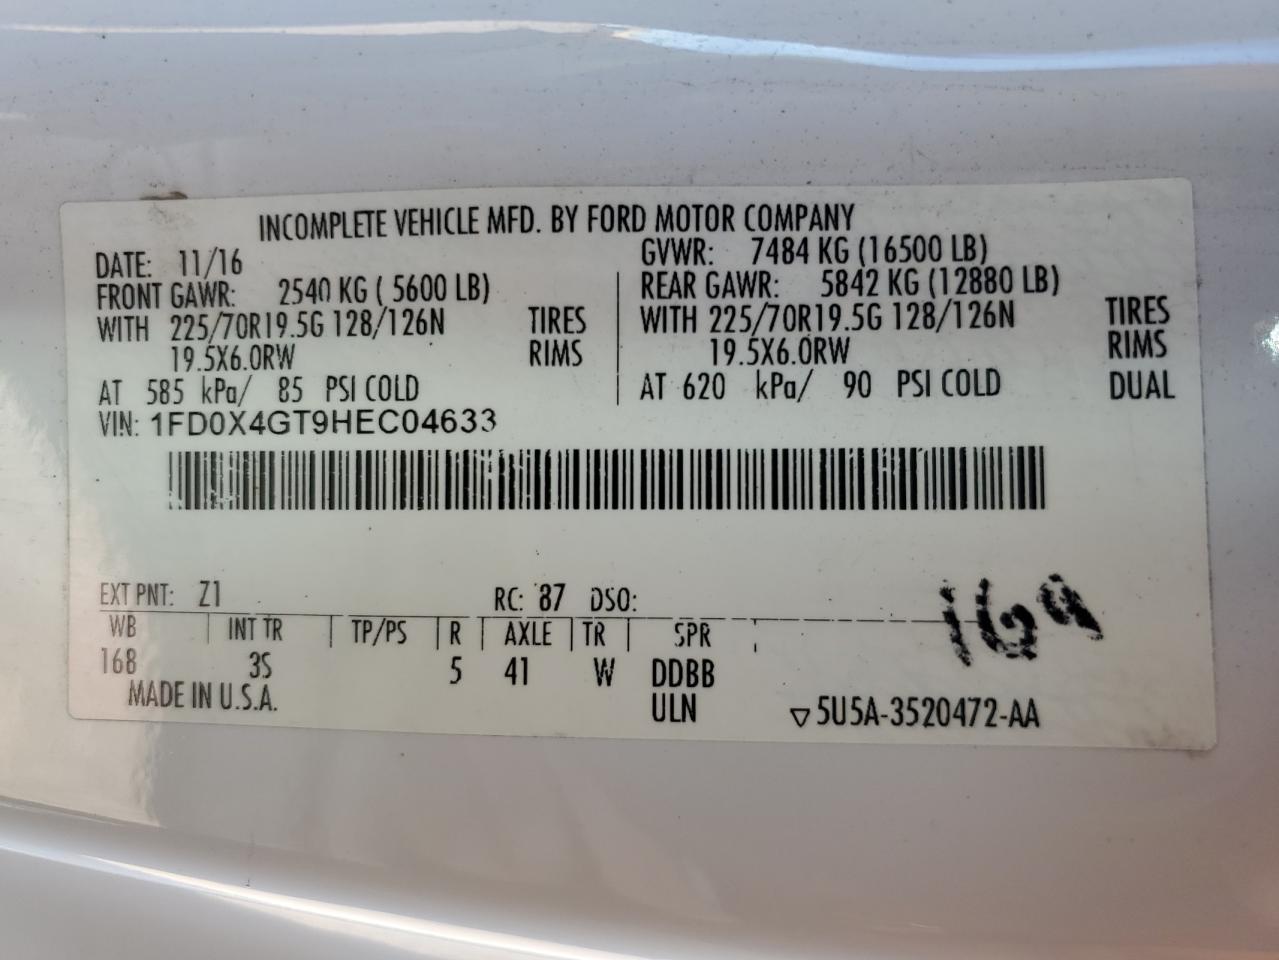 INCOMPLETE VEHICLE MFD. BY FORD MOTOR COMPANY
DATE: 11/16 GVWR: 7484 KG (16500 LB)
FRONT GAWR: 2540 KG ( 5600 LB) REAR GAWR: 5842 KG (12880 LB)
WITH 225/70R19.5G 128/126N TIRES WITH 225/70R19.5G 128/126N TIRES
19.5X6.0RW RIMS 19.5X6.0RW RIMS
AT 585 kPa/ 85 PSI COLD AT 620 kPa/ 90 PSI COLD DUAL
VIN: 1FD0X4GT9HEC04633
EXT PNT: Z1 RC: 87 DSO:
WB INT TR TP/PS R AXLE TR SPR
168 3S 5 41 W DDBB
MADE IN U.S.A. ULN ▽5U5A-3520472-AA
169